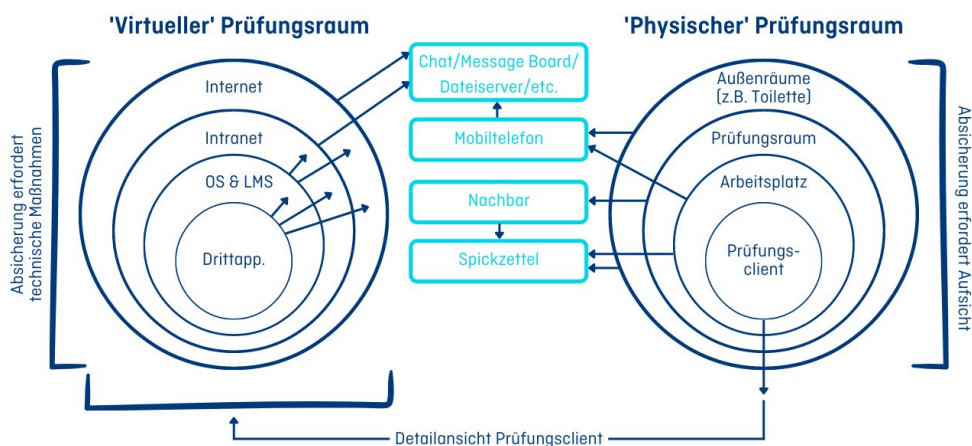 'Virtueller' Prüfungsraum
'Physischer' Prüfungsraum
Absicherung erfordert
technische Maßnahmen
Internet
Intranet
OS & LMS
Drittapp.
Chat/Message Board/
Dateiserver/etc.
Mobiltelefon
Nachbar
Spickzettel
Außenräume
(z.B. Toilette)
Prüfungsraum
Arbeitsplatz
Prüfungs-
client
Absicherung erfordert Aufsicht
Detailansicht Prüfungsclient